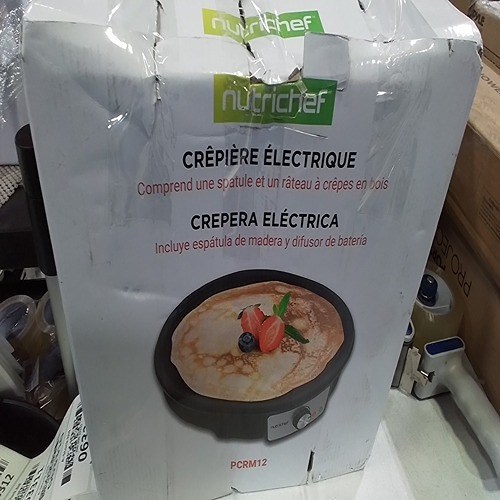 nutrichef
nutrichef
CRÊPIÈRE ÉLECTRIQUE
Comprend une spatule et un râteau à crêpes en bois
CREPERA ELÉCTRICA
Incluye espátula de madera y difusor de batería
PCRM12